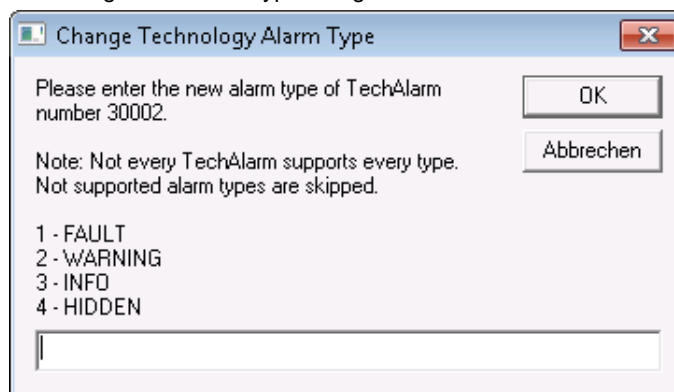 Change Technology Alarm Type
Please enter the new alarm type of TechAlarm
number 30002.
OK
Abbrechen
Note: Not every TechAlarm supports every type.
Not supported alarm types are skipped.
1 - FAULT
2 - WARNING
3 - INFO
4 - HIDDEN